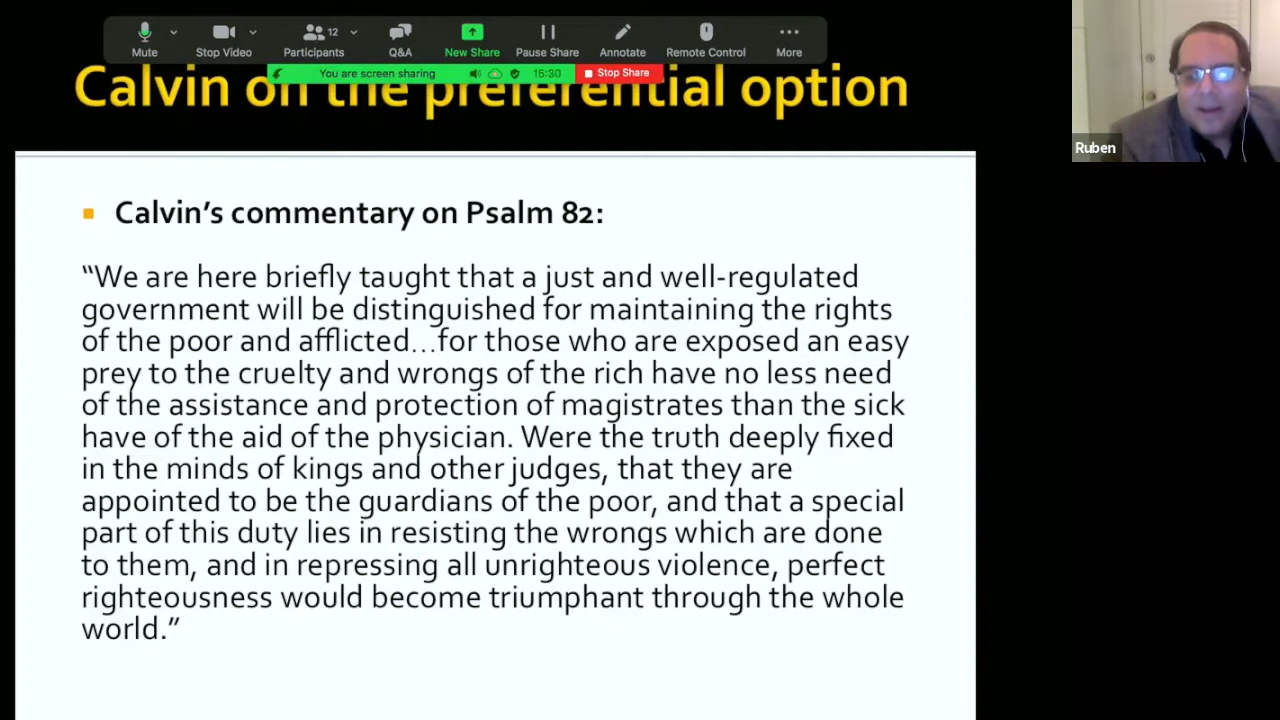 Mute
Stop Video
12
Participants
Q&A
New Share
Pause Share
Annotate
Remote Control
More
You are screen sharing
15:30
Stop Share
Calvin on the preferential option
Ruben
Calvin's commentary on Psalm 82:
“We are here briefly taught that a just and well-regulated
government will be distinguished for maintaining the rights
of the poor and afflicted...for those who are exposed an easy
prey to the cruelty and wrongs of the rich have no less need
of the assistance and protection of magistrates than the sick
have of the aid of the physician. Were the truth deeply fixed
in the minds of kings and other judges, that they are
appointed to be the guardians of the poor, and that a special
part of this duty lies in resisting the wrongs which are done
to them, and in repressing all unrighteous violence, perfect
righteousness would become triumphant through the whole
world.”